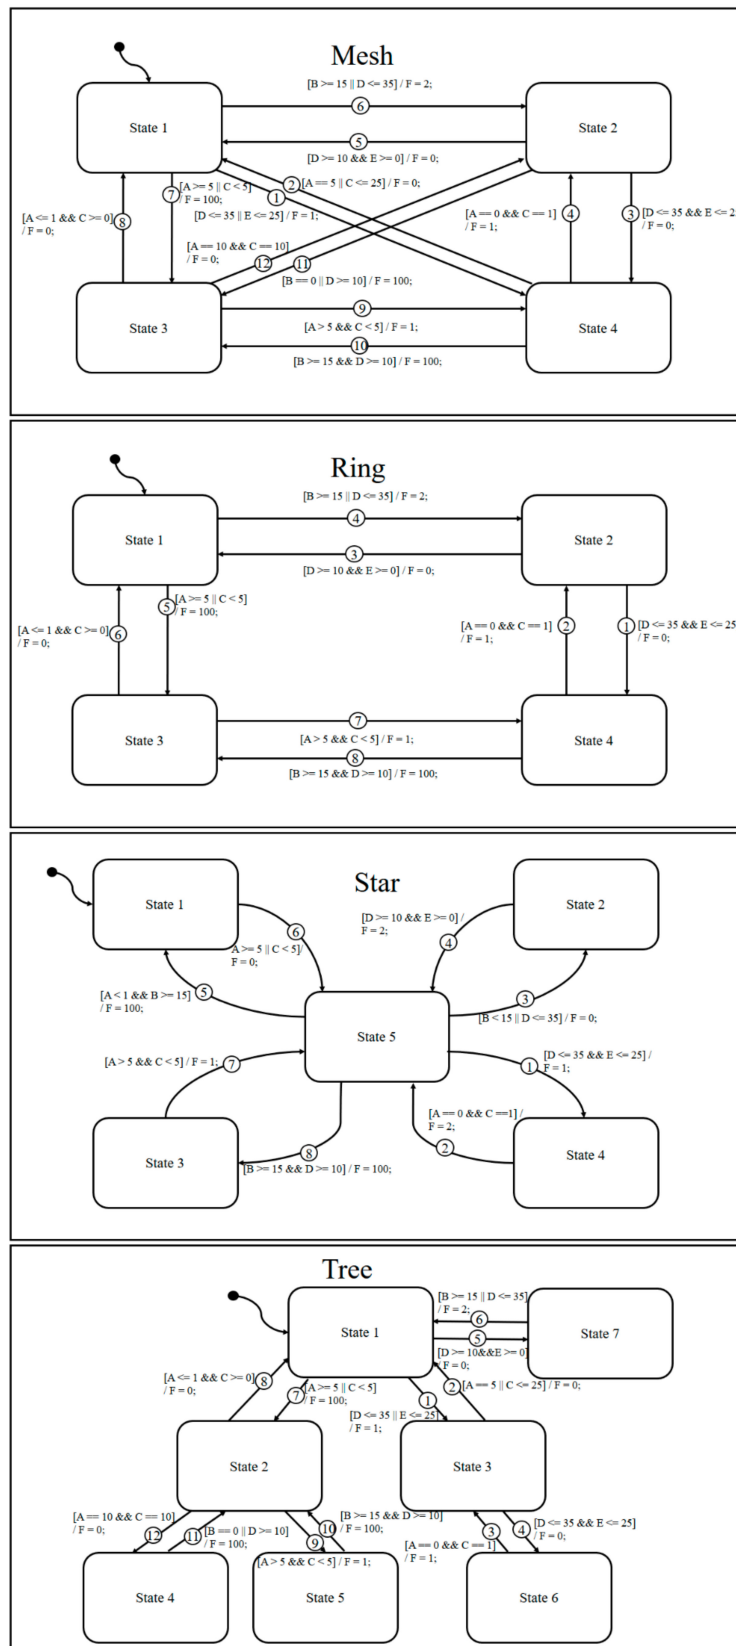 Mesh
[B >= 15 || D <= 35] / F = 2;
6
State 1
State 2
5
[D >= 10 && E >= 0] / F = 0;
[A >= 5 || C < 5]
/ F = 100;
7
2
[A == 5 || C <= 25] / F = 0;
1
[D <= 35 || E <= 25] / F = 1;
[A <= 1 && C >= 0]
/ F = 0;
8
[A == 0 && C == 1]
/ F = 1;
4
3
[D <= 35 && E <= 2
/ F = 0;
[A == 10 && C == 10]
/ F = 0;
12
11
[B == 0 || D >= 10] / F = 100;
9
State 3
State 4
[A > 5 && C < 5] / F = 1;
10
[B >= 15 && D >= 10] / F = 100;
Ring
[B >= 15 || D <= 35] / F = 2;
4
State 1
State 2
3
[D >= 10 && E >= 0] / F = 0;
[A >= 5 || C < 5]
/ F = 100;
5
[A <= 1 && C >= 0]
/ F = 0;
6
[A == 0 && C == 1]
/ F = 1;
2
1
[D <= 35 && E <= 25
/ F = 0;
7
State 3
State 4
[A > 5 && C < 5] / F = 1;
8
[B >= 15 && D >= 10] / F = 100;
Star
State 1
State 2
[D >= 10 && E >= 0] /
F = 2;
6
4
A >= 5 || C < 5]/
F = 0;
[A < 1 && B >= 15]
/ F = 100;
5
3
[B < 15 || D <= 35] / F = 0;
State 5
[A > 5 && C < 5] / F = 1;
7
1
[D <= 35 && E <= 25] /
F = 1;
[A == 0 && C ==1] /
F = 2;
8
2
State 3
State 4
[B >= 15 && D >= 10] / F = 100;
Tree
[B >= 15 || D <= 35]
/ F = 2;
6
State 1
State 7
5
[D >= 10&&E >= 0]
/ F = 0;
[A <= 1 && C >= 0]
/ F = 0;
8
7
[A >= 5 || C < 5]
/ F = 100;
2
[A == 5 || C <= 25] / F = 0;
1
[D <= 35 || E <= 25]
/ F = 1;
State 2
State 3
[A == 10 && C == 10]
/ F = 0;
12
11
[B == 0 || D >= 10]
/ F = 100;
10
[B >= 15 && D >= 10]
/ F = 100;
9
[A > 5 && C < 5] / F = 1;
3
[A == 0 && C == 1]
/ F = 1;
4
[D <= 35 && E <= 25]
/ F = 0;
State 4
State 5
State 6